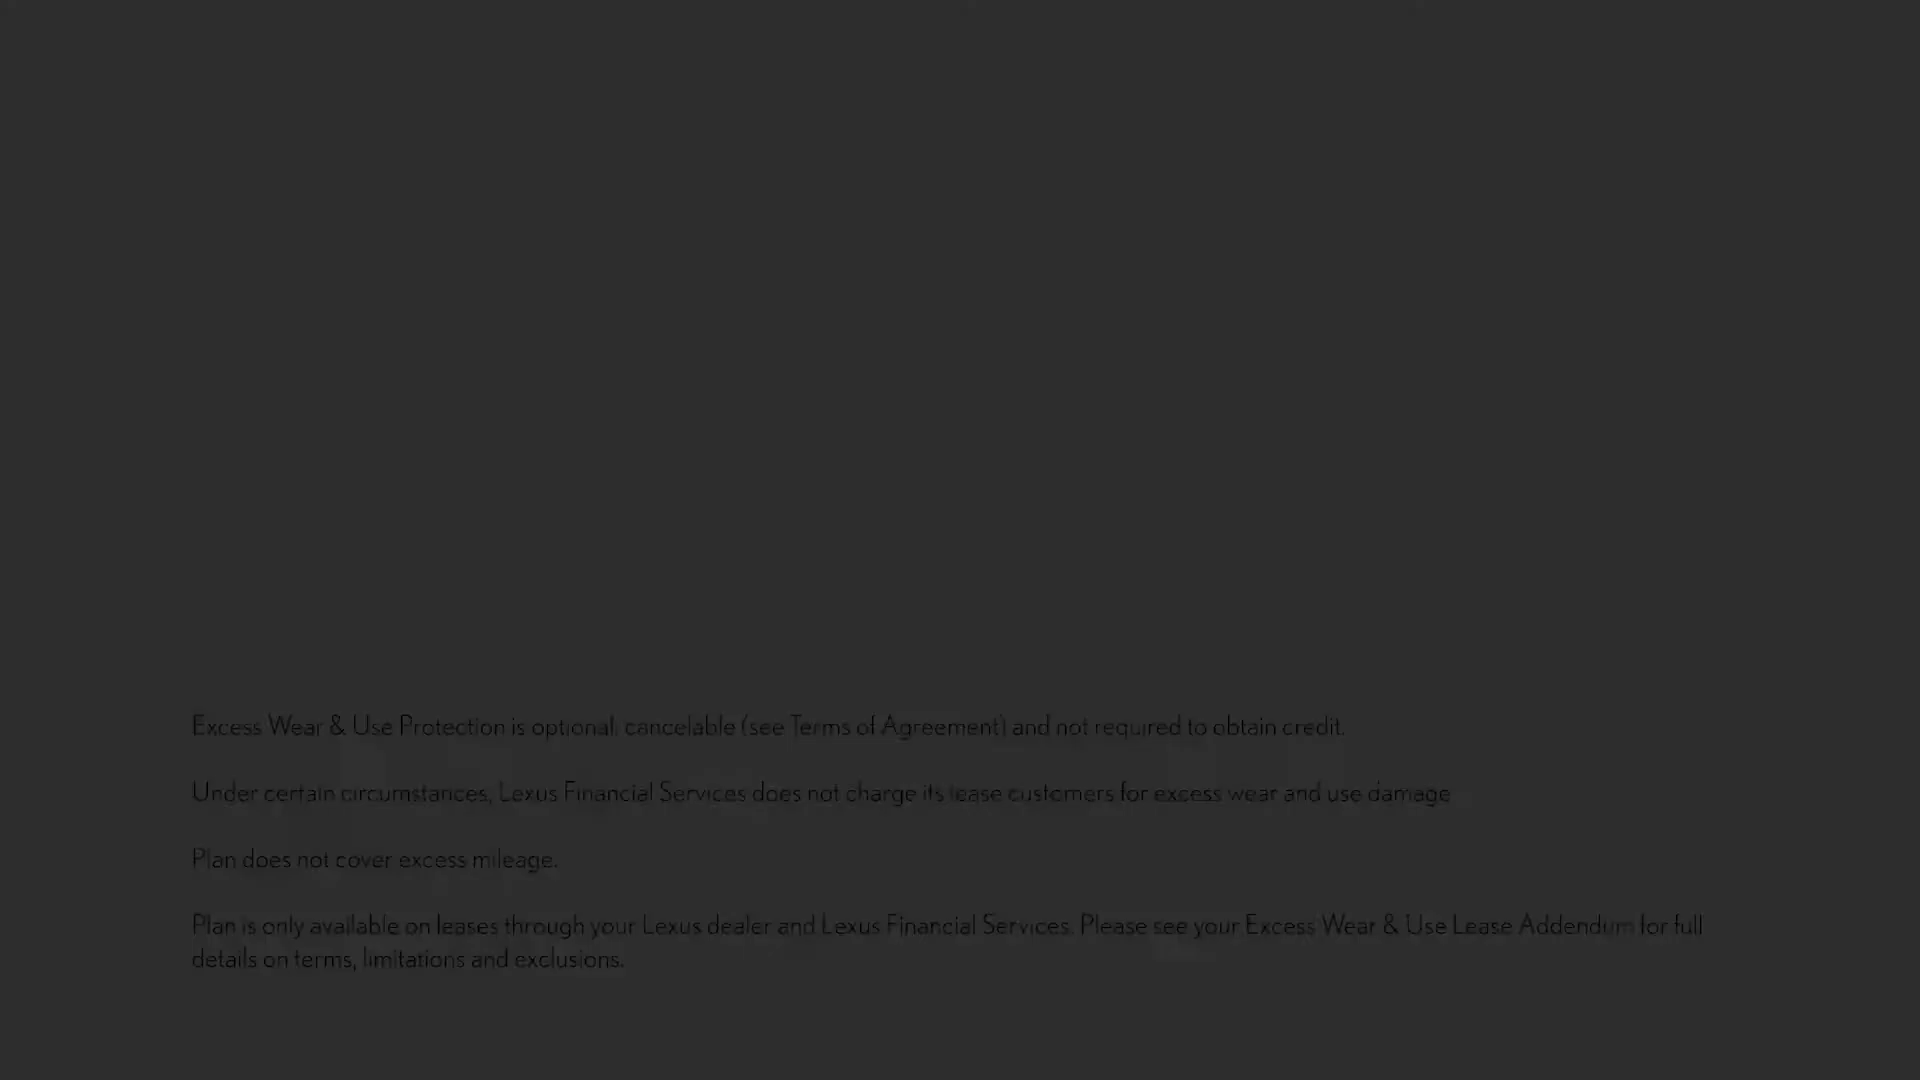 Excess Wear & Use Protection is optional, cancelable (see Terms of Agreement) and not required to obtain credit.
Under certain circumstances, Lexus Financial Services does not charge its lease customers for excess wear and use damage
Plan does not cover excess mileage.
Plan is only available on leases through your Lexus dealer and Lexus Financial Services. Please see your Excess Wear & Use Lease Addendum for full
details on terms, limitations and exclusions.